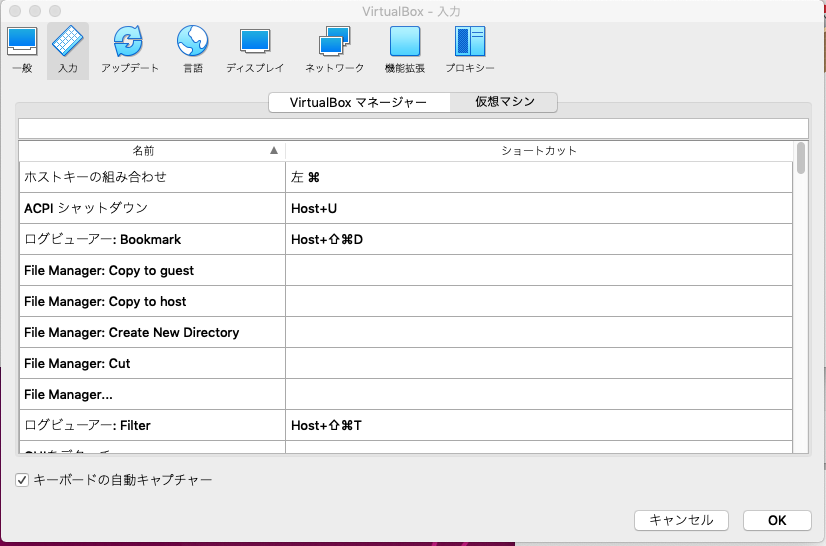 VirtualBox - 入力
一般 入力 アップデート 言語 ディスプレイ ネットワーク 機能拡張 プロキシー
VirtualBox マネージャー 仮想マシン
名前 ▲ ショートカット
ホストキーの組み合わせ 左 ⌘
ACPI シャットダウン Host+U
ログビューアー: Bookmark Host+⇧⌘D
File Manager: Copy to guest
File Manager: Copy to host
File Manager: Create New Directory
File Manager: Cut
File Manager...
ログビューアー: Filter Host+⇧⌘T
キーボードの自動キャプチャー
キャンセル OK